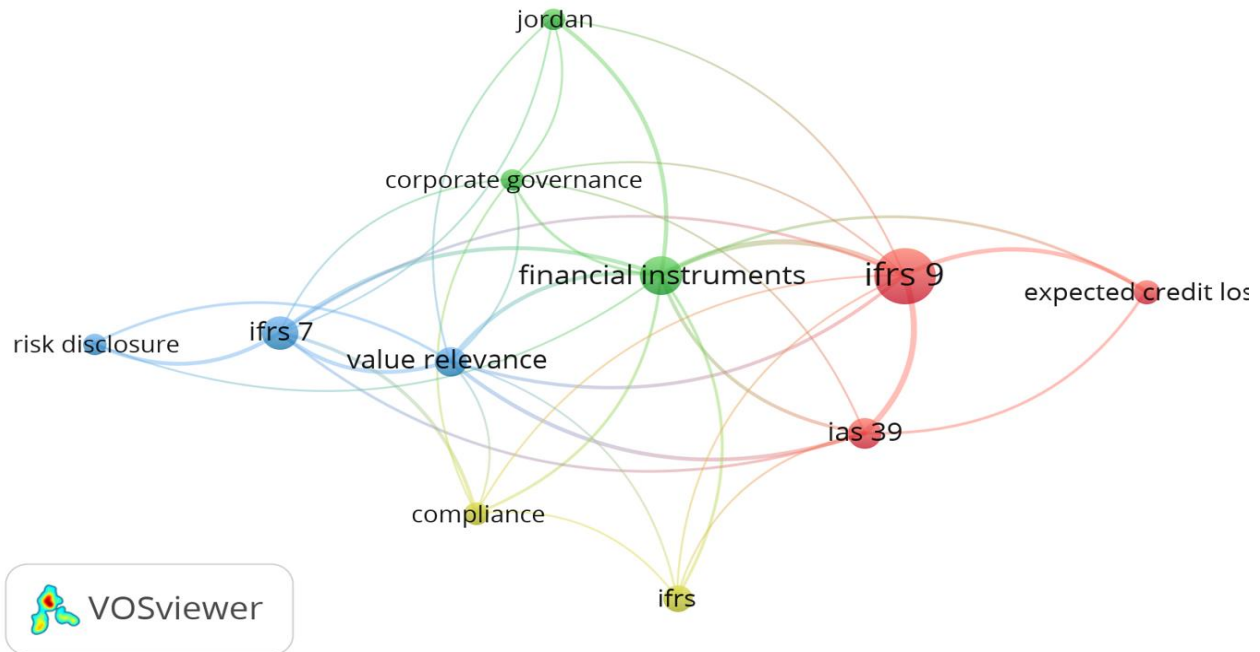 jordan
corporate governance
financial instruments
ifrs 9
expected credit los
risk disclosure
ifrs 7
value relevance
ias 39
compliance
ifrs
VOSviewer